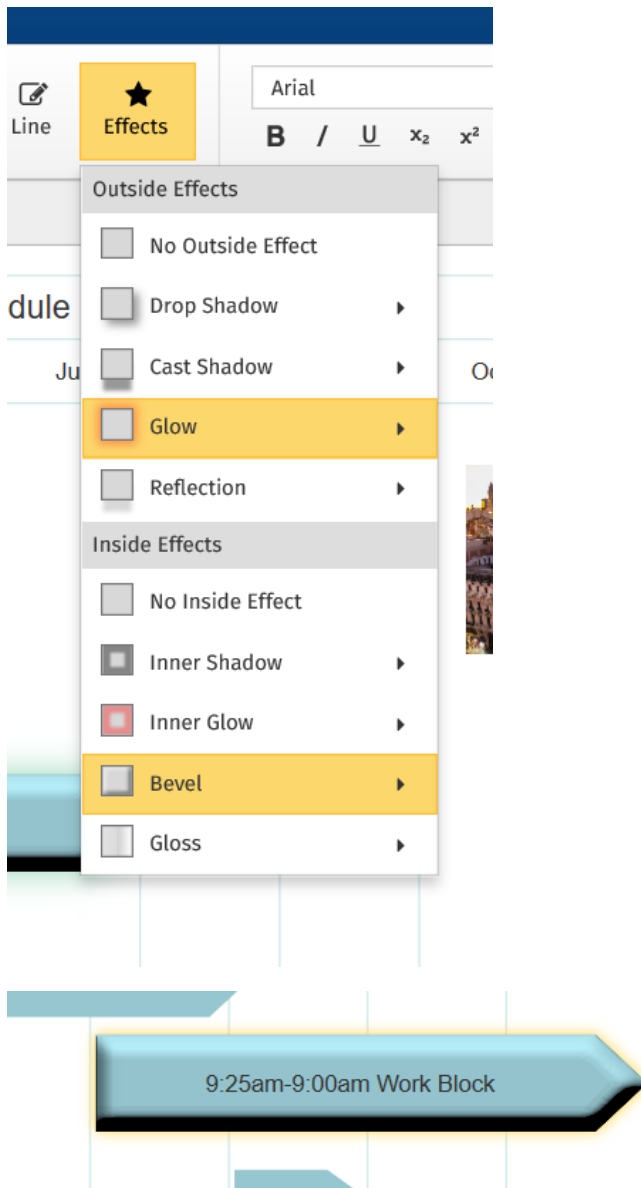 Line
Effects
Arial
B / U x₂ x²
Outside Effects
No Outside Effect
Drop Shadow
Cast Shadow
Glow
Reflection
Inside Effects
No Inside Effect
Inner Shadow
Inner Glow
Bevel
Gloss
dule
Ju
O
9:25am-9:00am Work Block